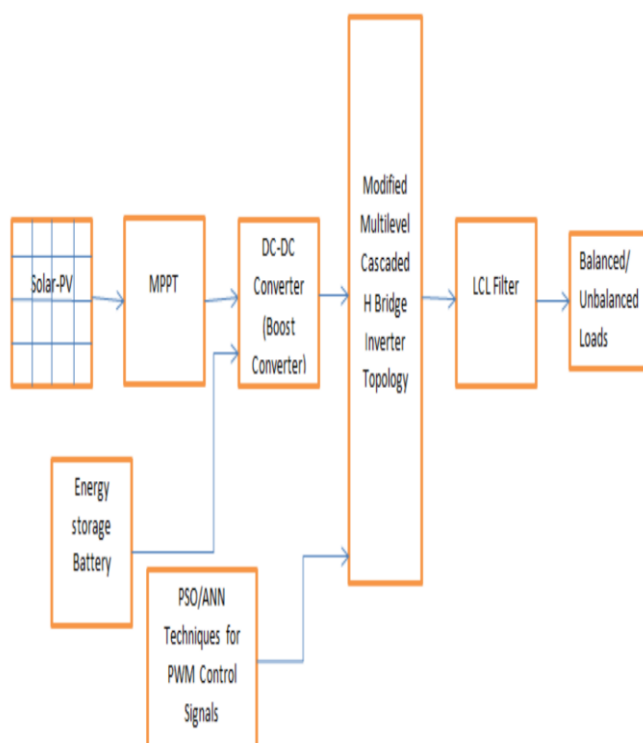 Solar-PV
MPPT
DC-DC
Converter
(Boost
Converter)
Modified
Multilevel
Cascaded
H Bridge
Inverter
Topology
LCL Filter
Balanced/
Unbalanced
Loads
Energy
storage
Battery
PSO/ANN
Techniques for
PWM Control
Signals